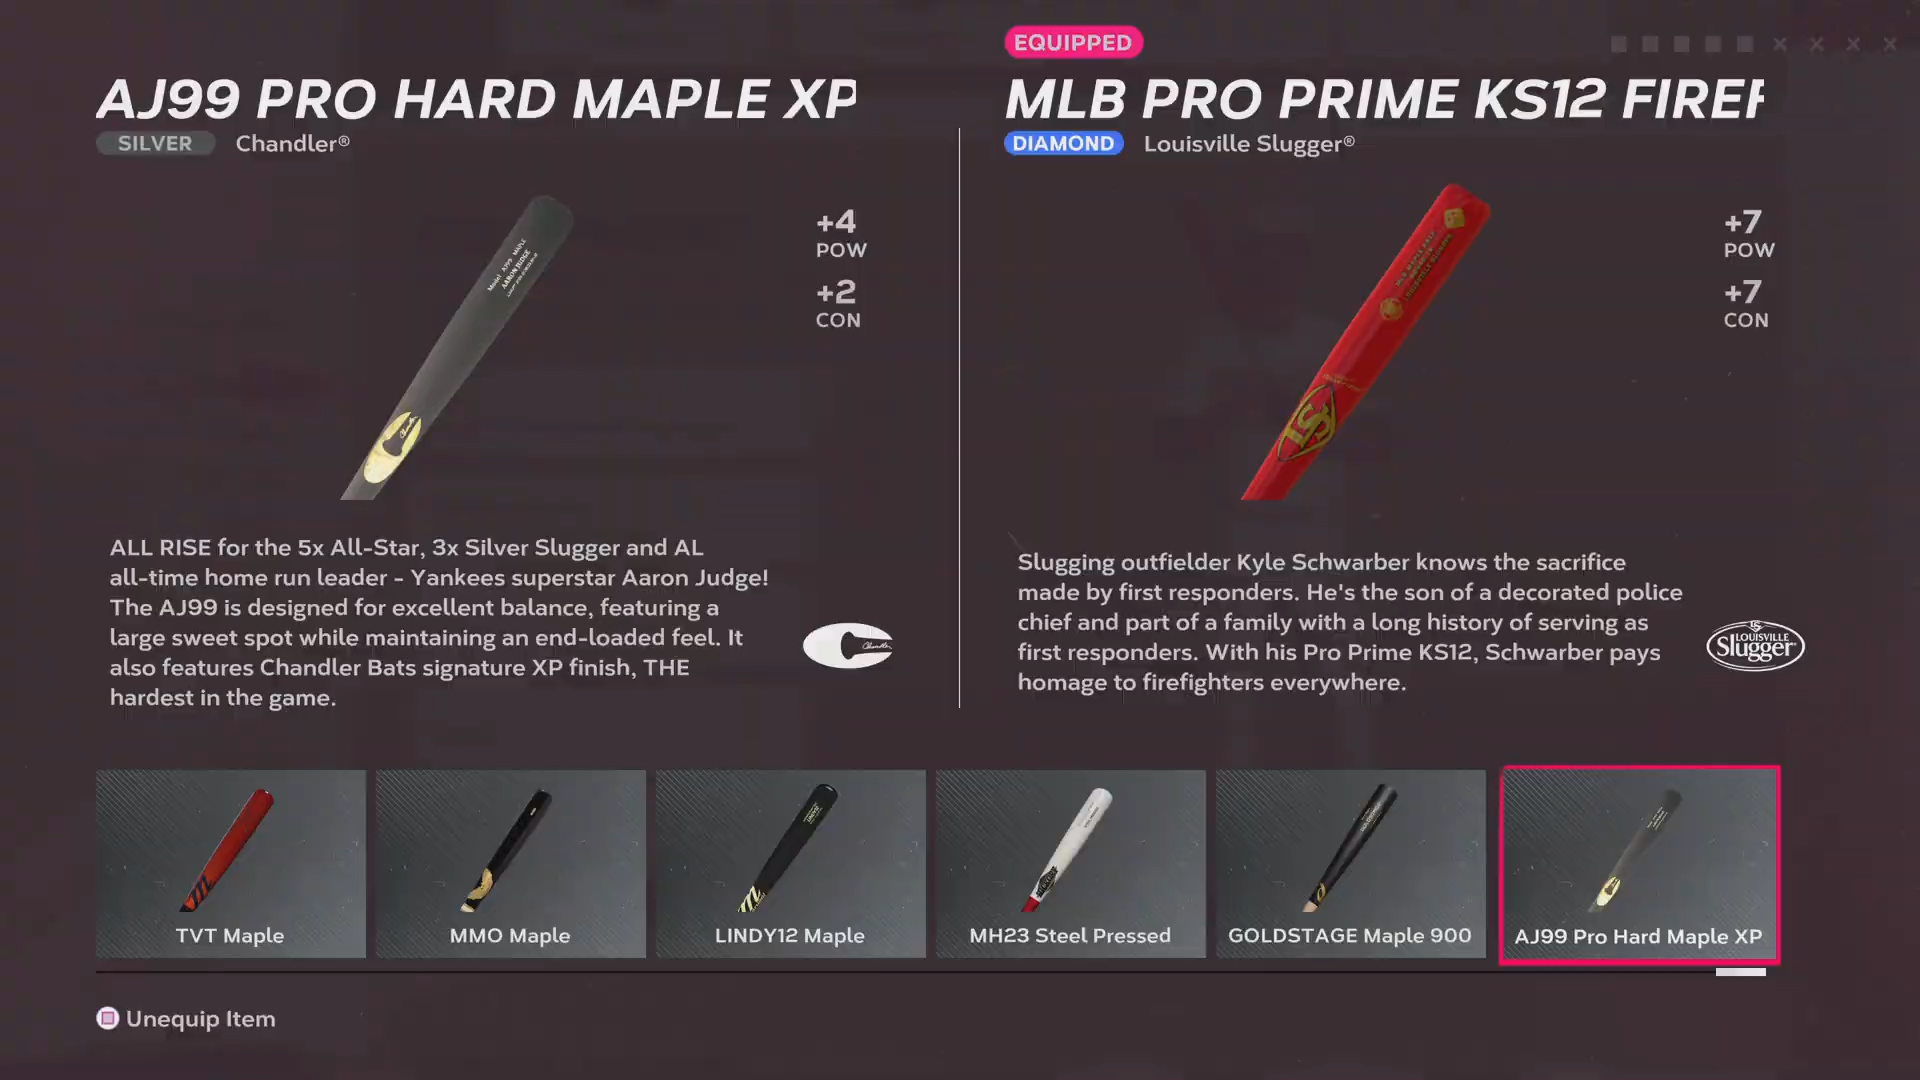 EQUIPPED
AJ99 PRO HARD MAPLE XP
SILVER Chandler®
+4
POW
+2
CON
ALL RISE for the 5x All-Star, 3x Silver Slugger and AL
all-time home run leader - Yankees superstar Aaron Judge!
The AJ99 is designed for excellent balance, featuring a
large sweet spot while maintaining an end-loaded feel. It
also features Chandler Bats signature XP finish, THE
hardest in the game.
Chandler
MLB PRO PRIME KS12 FIREF
DIAMOND Louisville Slugger®
+7
POW
+7
CON
LS
Slugging outfielder Kyle Schwarber knows the sacrifice
made by first responders. He's the son of a decorated police
chief and part of a family with a long history of serving as
first responders. With his Pro Prime KS12, Schwarber pays
homage to firefighters everywhere.
LOUISVILLE
Slugger
TVT Maple
MMO Maple
LINDY12 Maple
MH23 Steel Pressed
GOLDSTAGE Maple 900
AJ99 Pro Hard Maple XP
Unequip Item